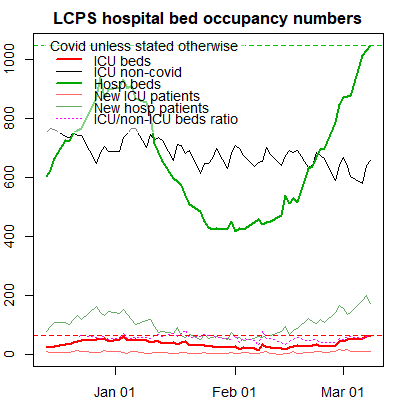 LCPS hospital bed occupancy numbers
Covid unless stated otherwise
ICU beds
ICU non-covid
Hosp beds
New ICU patients
New hosp patients
ICU/non-ICU beds ratio
1000
800
600
400
200
0
Jan 01 Feb 01 Mar 01